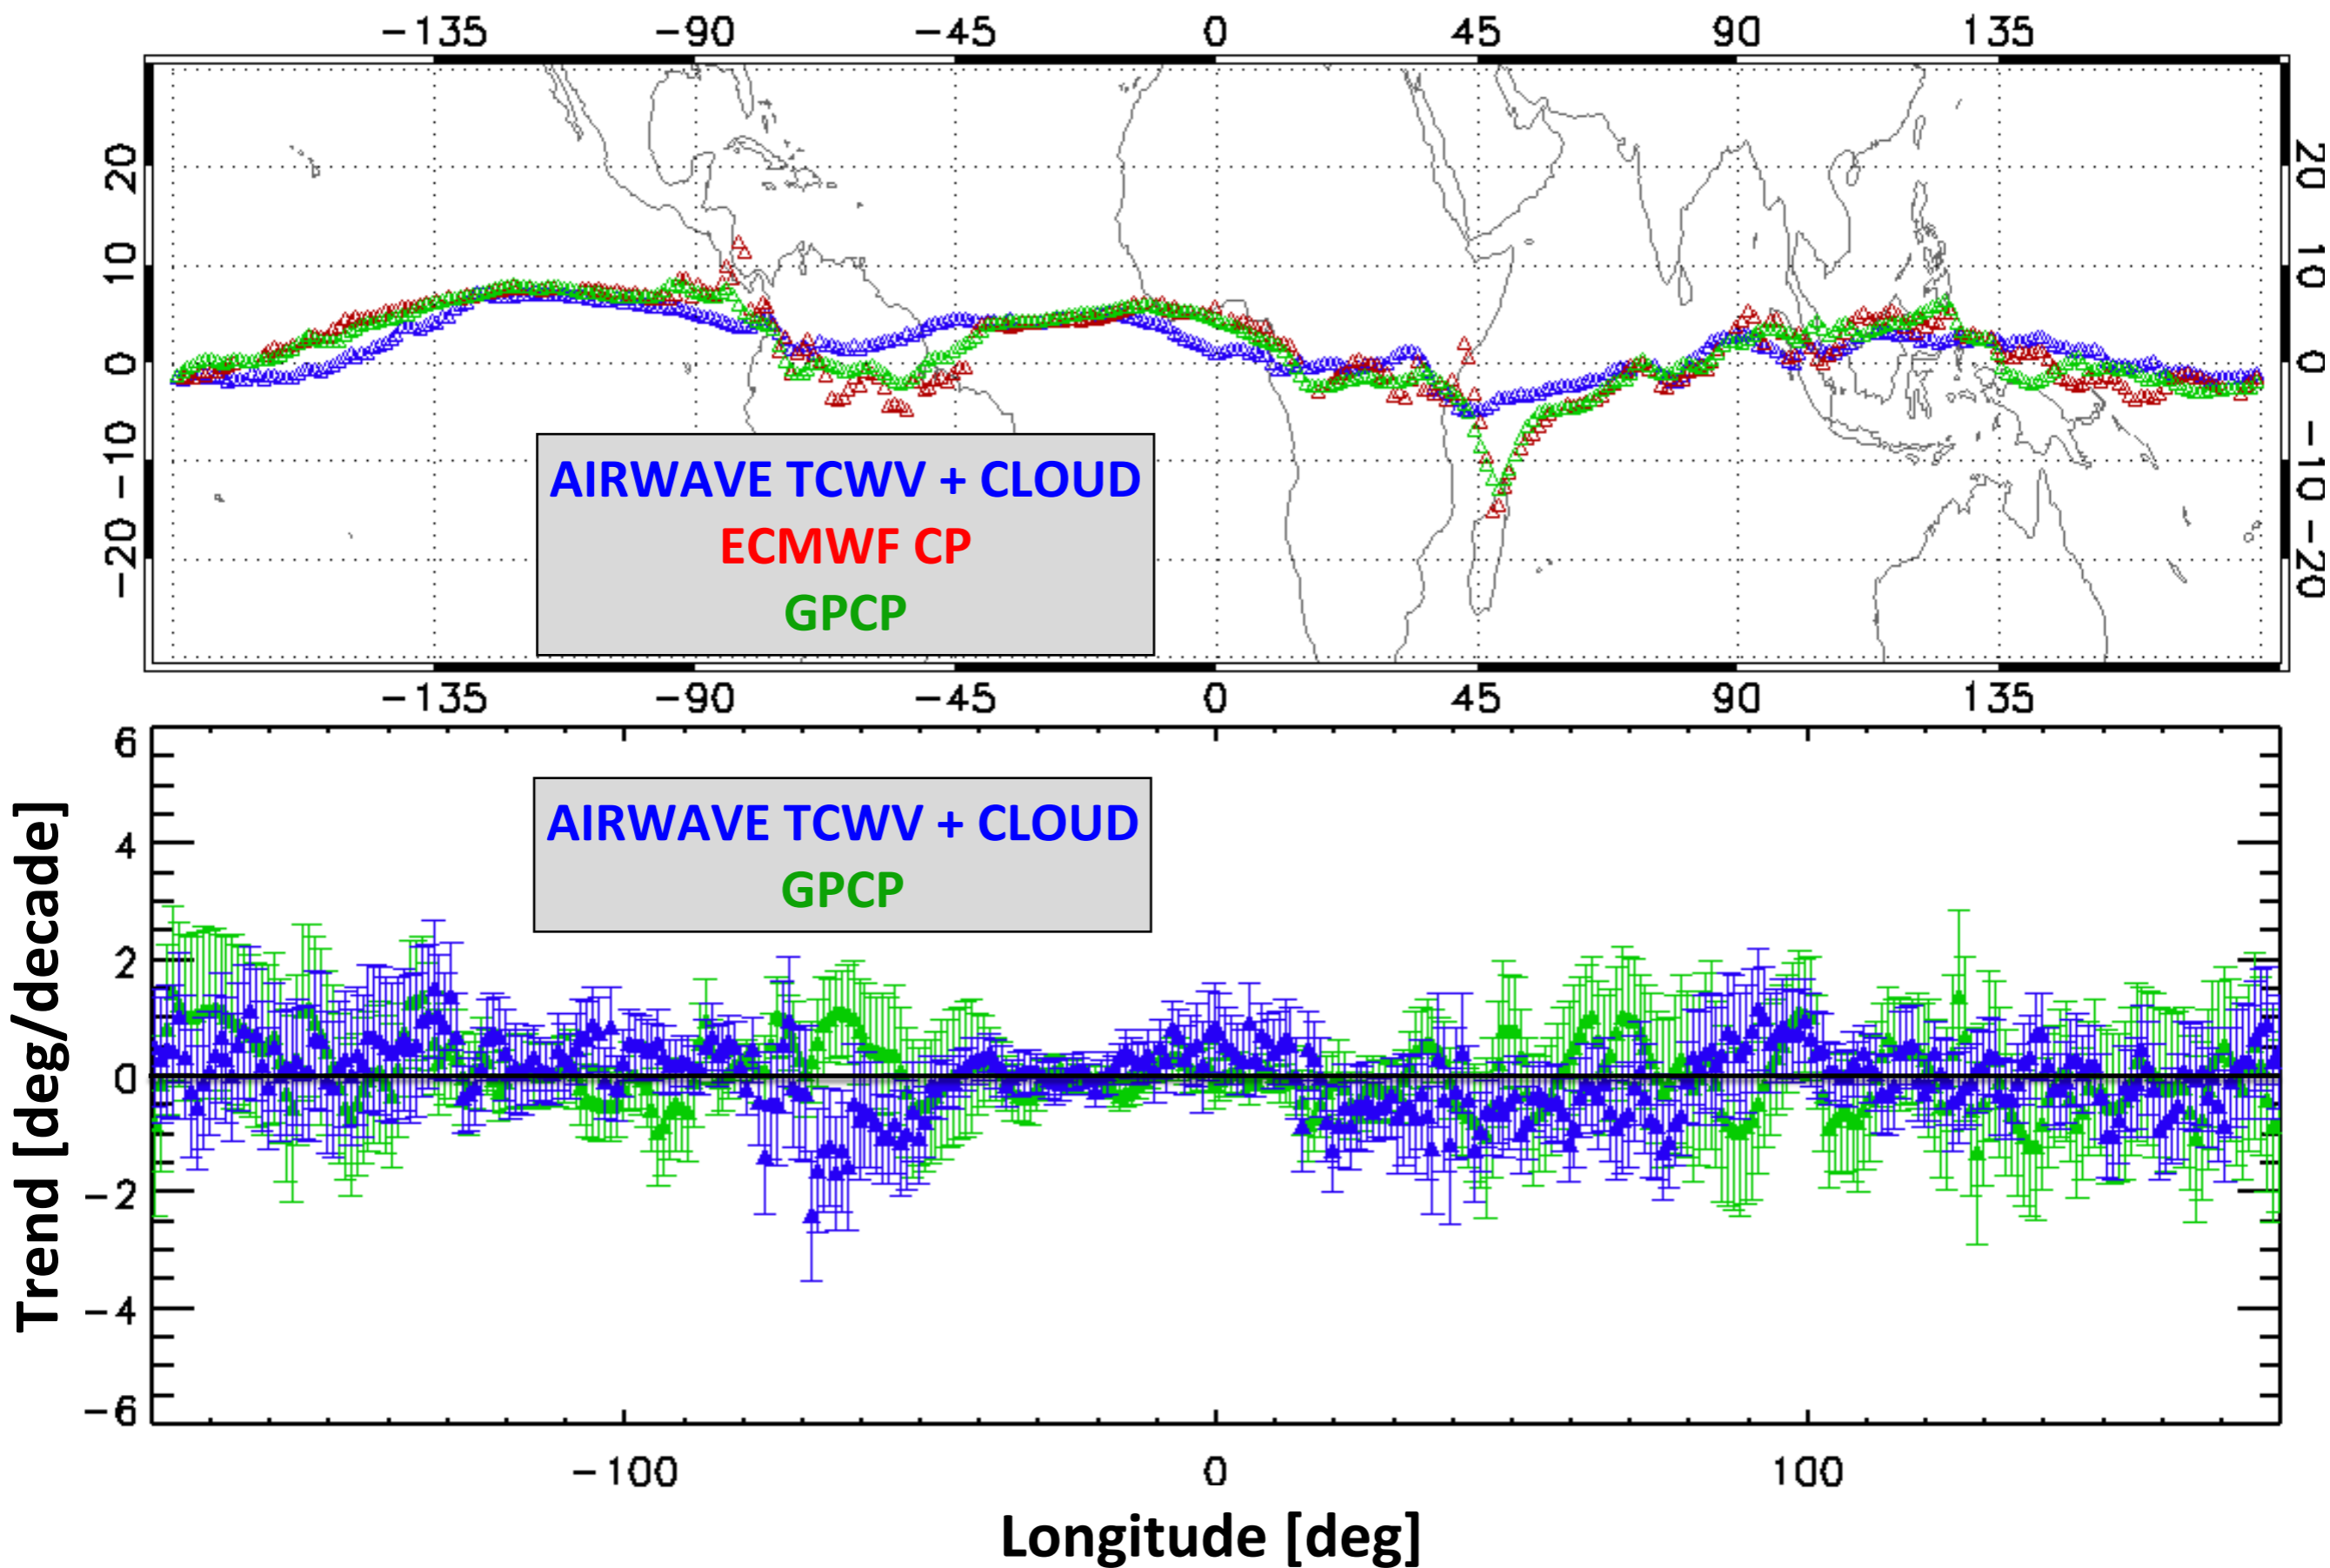 -135 -90 -45 0 45 90 135
20 20
10 10
0 0
-10 -10
-20 -20
AIRWAVE TCWV + CLOUD
ECMWF CP
GPCP
-135 -90 -45 0 45 90 135
6
4
2
0
-2
-4
-6
Trend [deg/decade]
AIRWAVE TCWV + CLOUD
GPCP
-100 0 100
Longitude [deg]